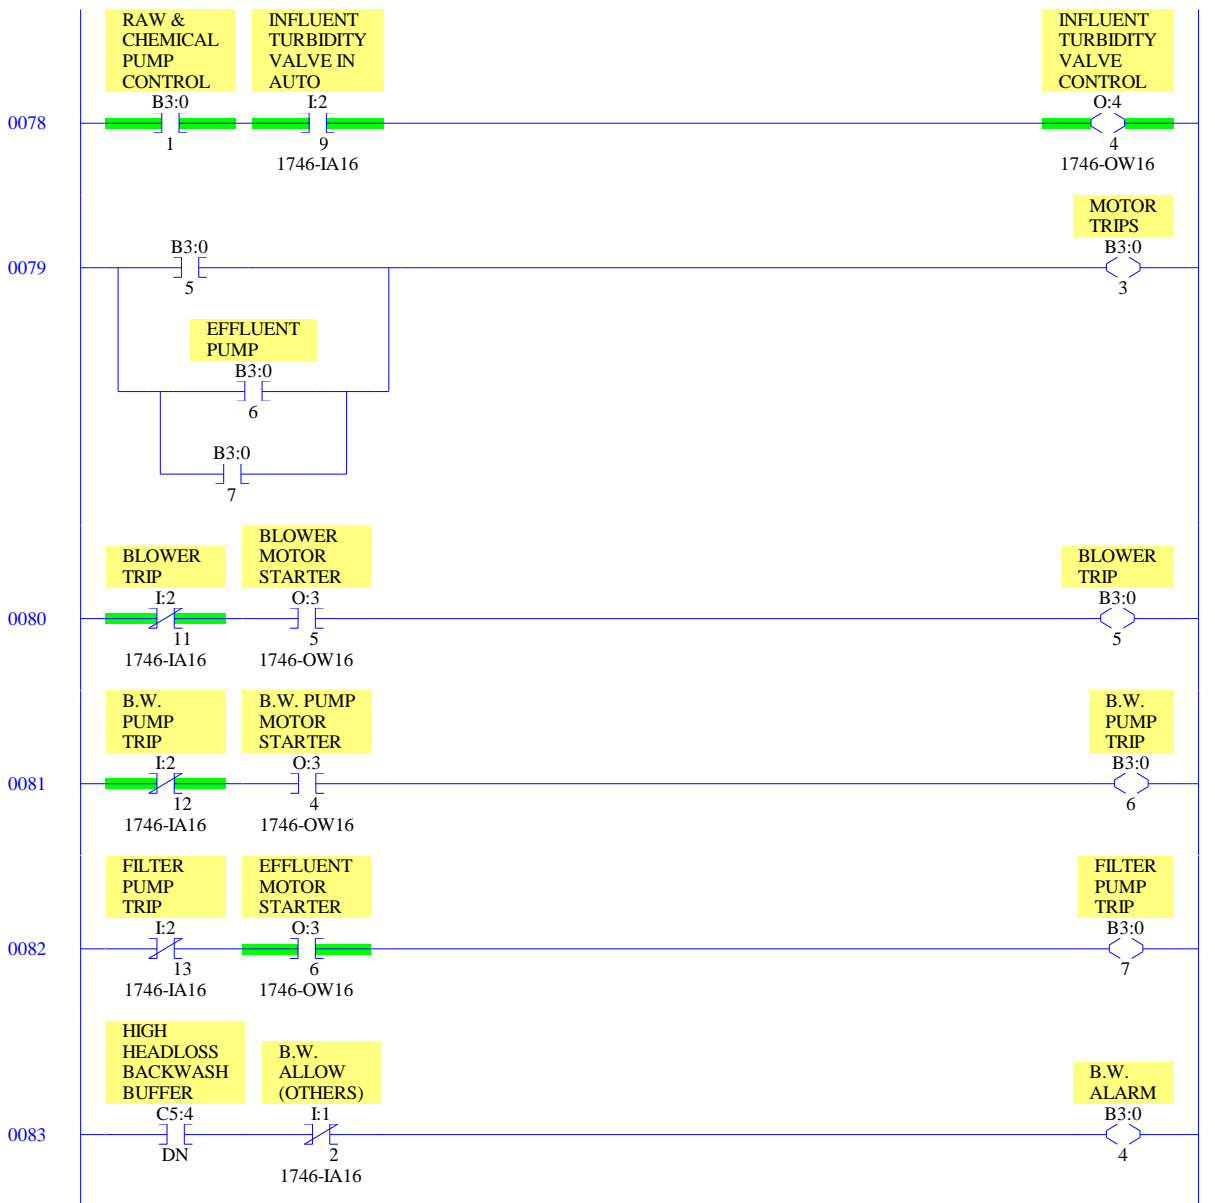 RAW &
CHEMICAL
PUMP
CONTROL
B3:0
1
INFLUENT
TURBIDITY
VALVE IN
AUTO
I:2
9
1746-IA16
INFLUENT
TURBIDITY
VALVE
CONTROL
O:4
4
1746-OW16
0078
MOTOR
TRIPS
B3:0
3
0079
B3:0
5
EFFLUENT
PUMP
B3:0
6
B3:0
7
0080
BLOWER
TRIP
I:2
11
1746-IA16
BLOWER
MOTOR
STARTER
O:3
5
1746-OW16
BLOWER
TRIP
B3:0
5
0081
B.W.
PUMP
TRIP
I:2
12
1746-IA16
B.W. PUMP
MOTOR
STARTER
O:3
4
1746-OW16
B.W.
PUMP
TRIP
B3:0
6
0082
FILTER
PUMP
TRIP
I:2
13
1746-IA16
EFFLUENT
MOTOR
STARTER
O:3
6
1746-OW16
FILTER
PUMP
TRIP
B3:0
7
0083
HIGH
HEADLOSS
BACKWASH
BUFFER
C5:4
DN
B.W.
ALLOW
(OTHERS)
I:1
2
1746-IA16
B.W.
ALARM
B3:0
4